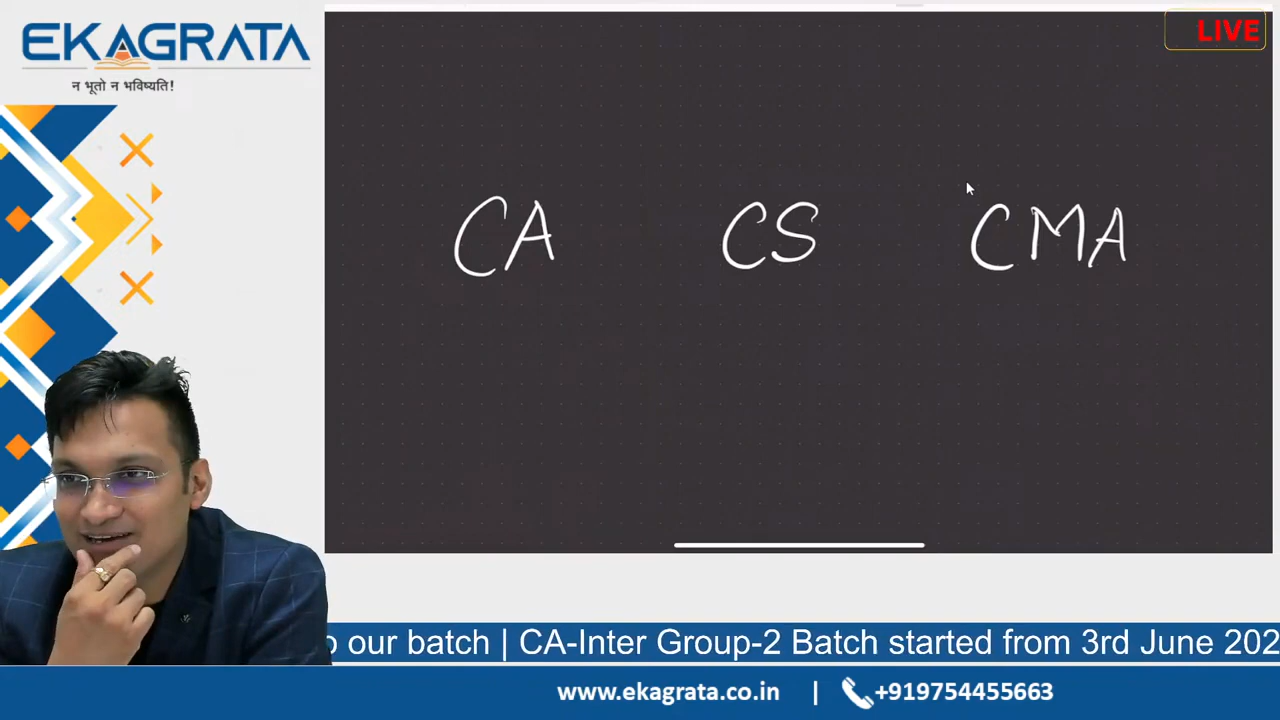 EKAGRATA
न भूतो न भविष्यति!
LIVE
CA CS CMA
our batch | CA-Inter Group-2 Batch started from 3rd June 202
www.ekagrata.co.in | +919754455663